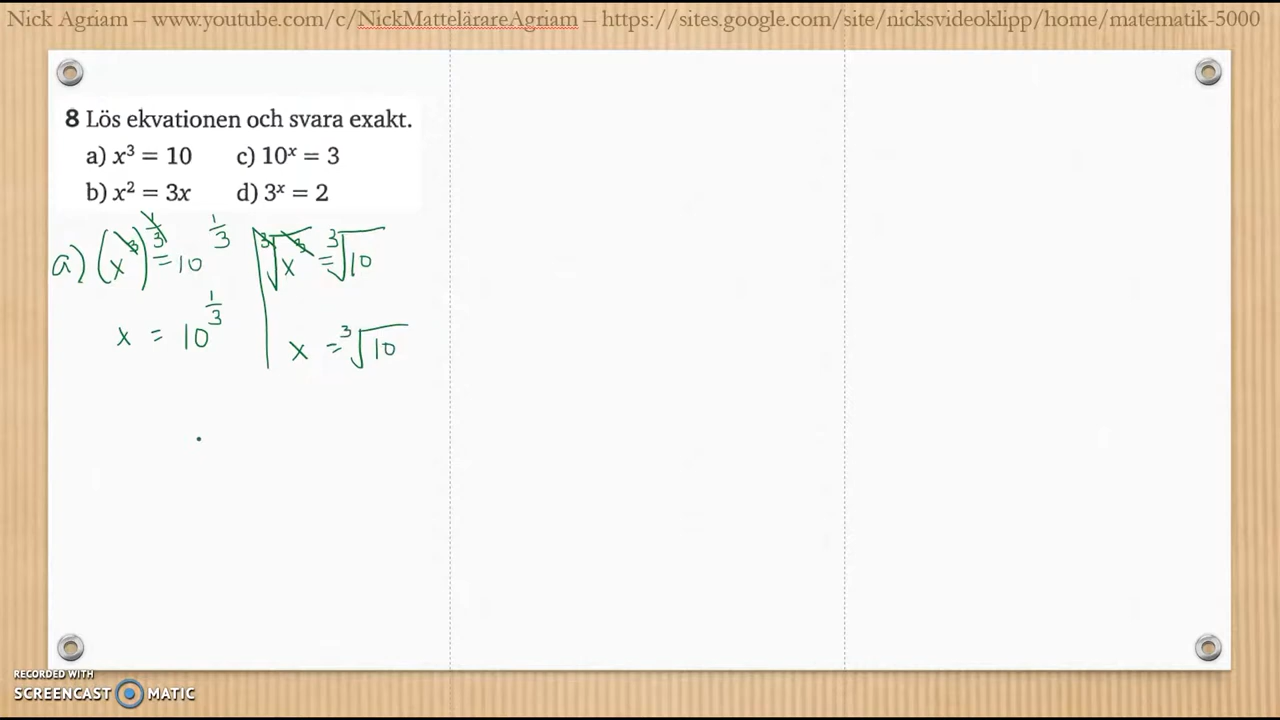 Nick Agriam – www.youtube.com/c/NickMattelärareAgriam – https://sites.google.com/site/nicksvideoklipp/home/matematik-5000
8 Lös ekvationen och svara exakt.
a) x³ = 10 c) 10ˣ = 3
b) x² = 3x d) 3ˣ = 2
a) (x³)^(1/3) = 10^(1/3)
x = 10^(1/3)
∛x³ = ∛10
x = ∛10
RECORDED WITH
SCREENCAST MATIC